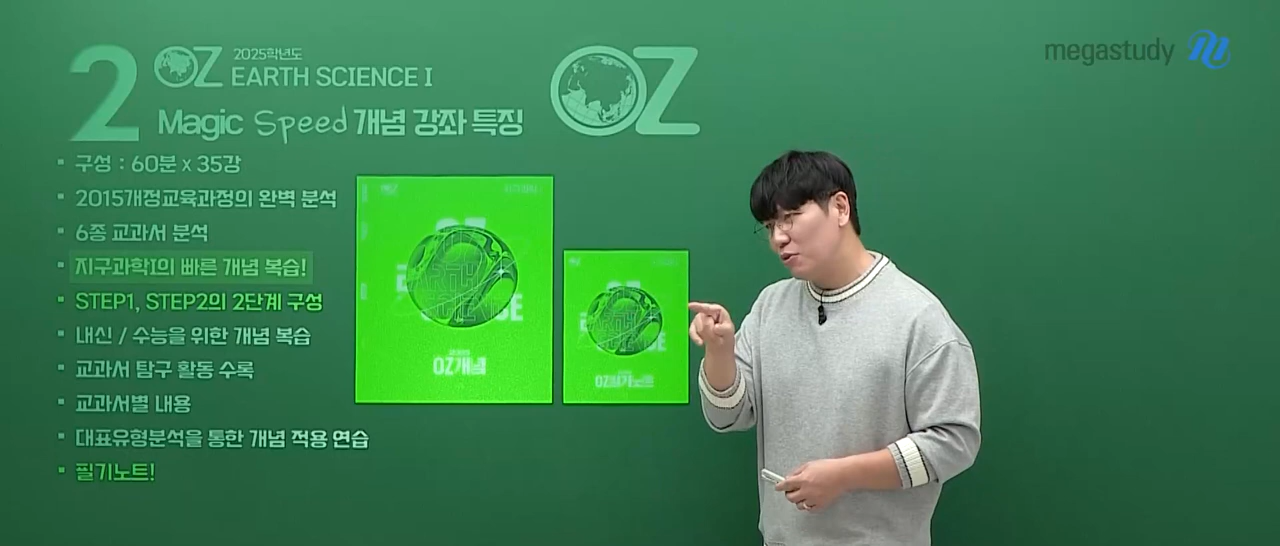 2
OZ 2025학년도
EARTH SCIENCE I
Magic Speed 개념 강좌 특징
OZ
megastudy
▪ 구성 : 60분 x 35강
▪ 2015개정교육과정의 완벽 분석
▪ 6종 교과서 분석
▪ 지구과학I의 빠른 개념 복습!
▪ STEP1, STEP2의 2단계 구성
▪ 내신 / 수능을 위한 개념 복습
▪ 교과서 탐구 활동 수록
▪ 교과서별 내용
▪ 대표유형분석을 통한 개념 적용 연습
▪ 필기노트!
OZ
EARTH
SCIENCE
OZ개념
EARTH
SCIENCE
OZ필기노트